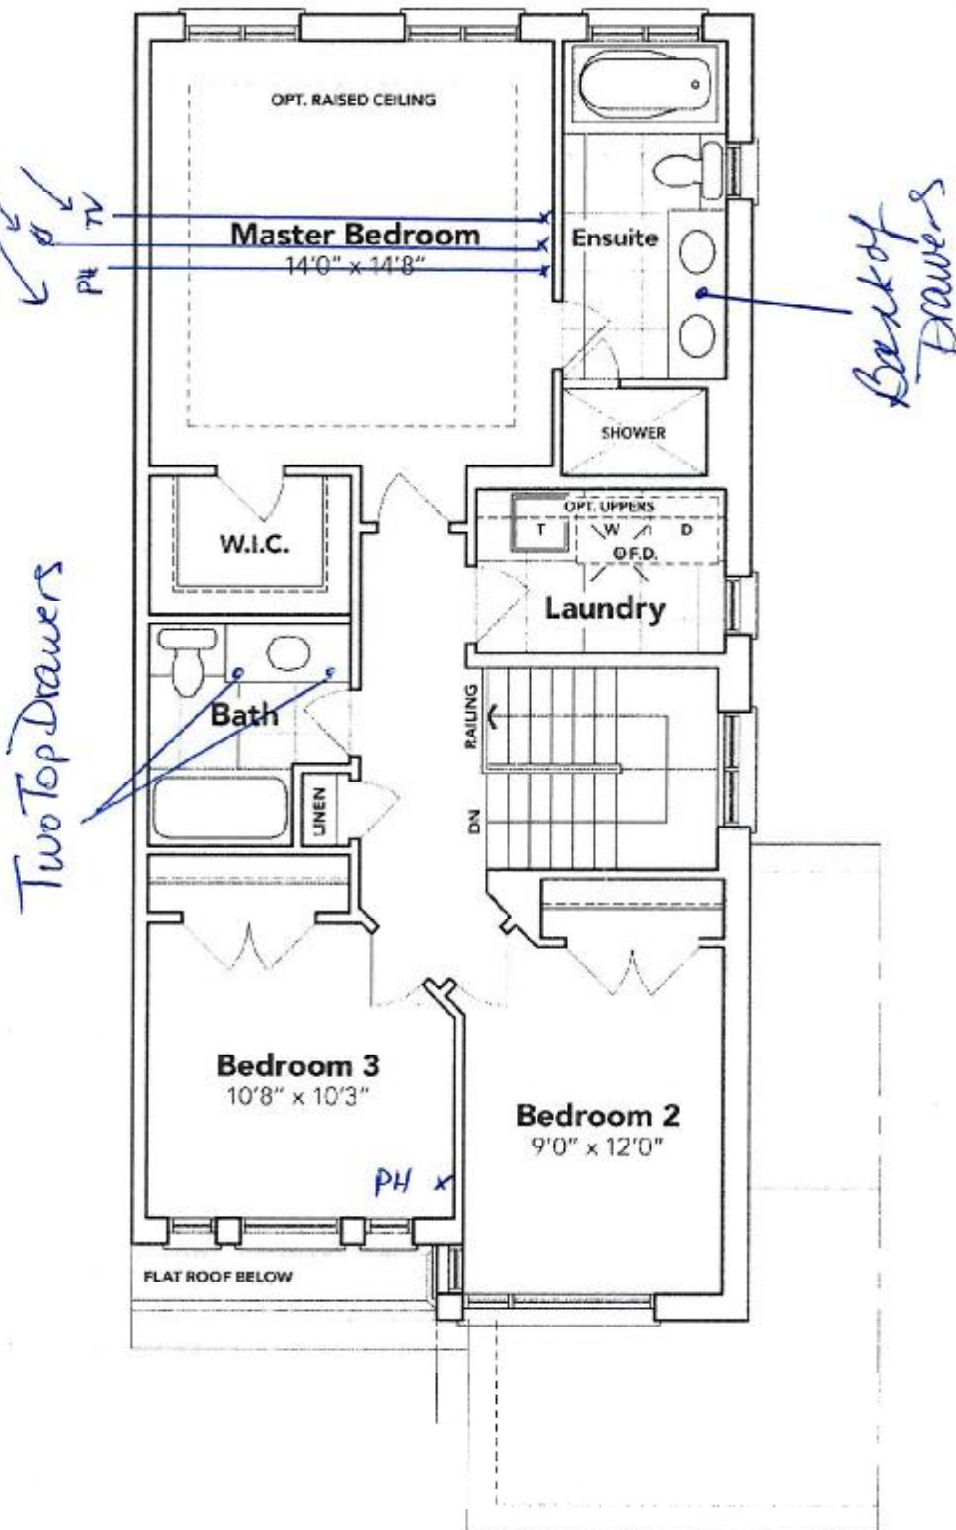 OPT. RAISED CEILING
TV
Master Bedroom
14'0" x 14'8"
PH
Ensuite
Bank of
Drawers
SHOWER
W.I.C.
OPT. UPPERS
T W D
F.D.
Laundry
Two Top Drawers
Bath
RAILING
LINEN
DN
Bedroom 3
10'8" x 10'3"
Bedroom 2
9'0" x 12'0"
PH x
FLAT ROOF BELOW